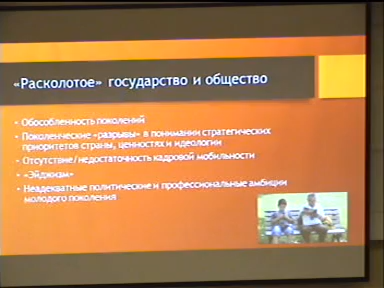 «Расколотое» государство и общество
• Обособленность поколений
• Поколенческие «разрывы» в понимании стратегических
приоритетов страны, ценностях и идеологии
• Отсутствие/недостаточность кадровой мобильности
• «Эйджизм»
• Неадекватные политические и профессиональные амбиции
молодого поколения